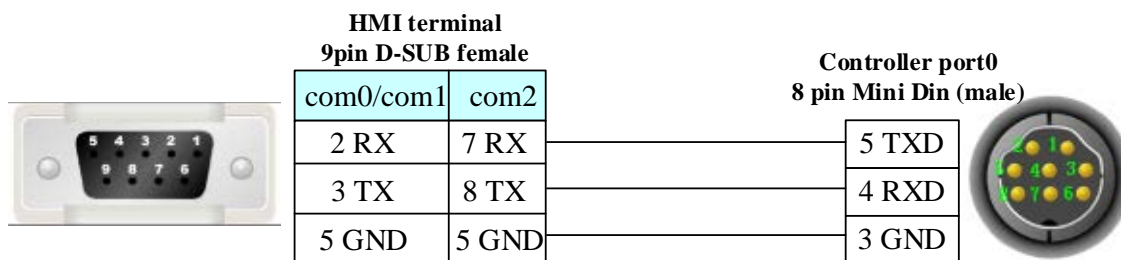 HMI terminal
9pin D-SUB female
Controller port0
8 pin Mini Din (male)
com0/com1 com2
2 RX 7 RX 5 TXD
3 TX 8 TX 4 RXD
5 GND 5 GND 3 GND
5 4 3 2 1
9 8 7 6
2 1
5 4 3
8 7 6